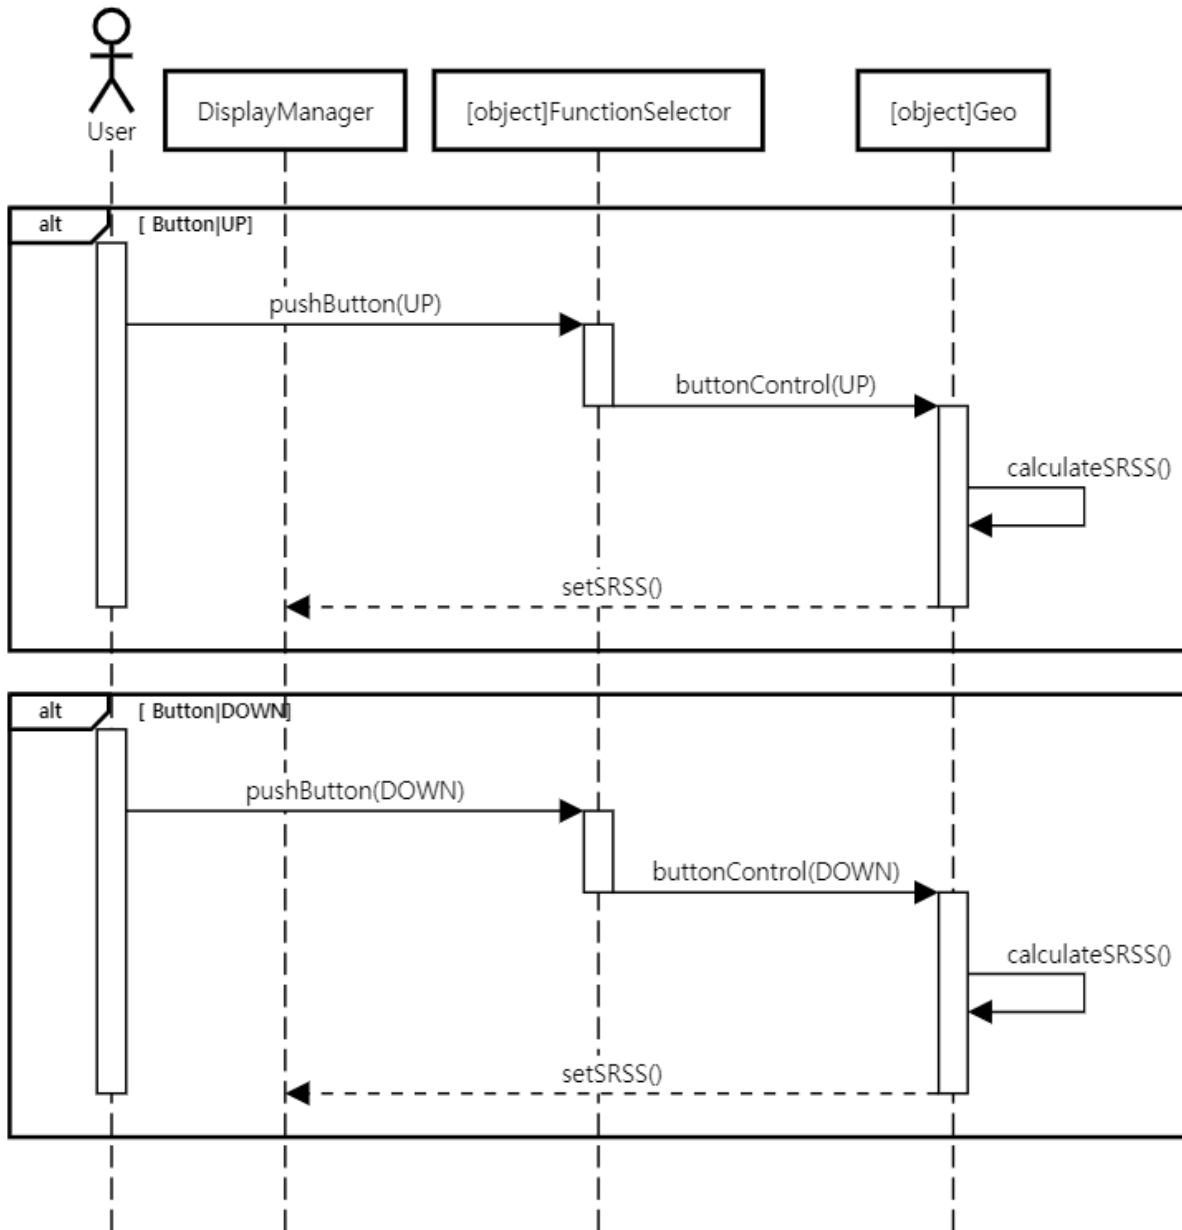 User
DisplayManager
[object]FunctionSelector
[object]Geo
alt
[ Button|UP]
pushButton(UP)
buttonControl(UP)
calculateSRSS()
setSRSS()
alt
[ Button|DOWN]
pushButton(DOWN)
buttonControl(DOWN)
calculateSRSS()
setSRSS()